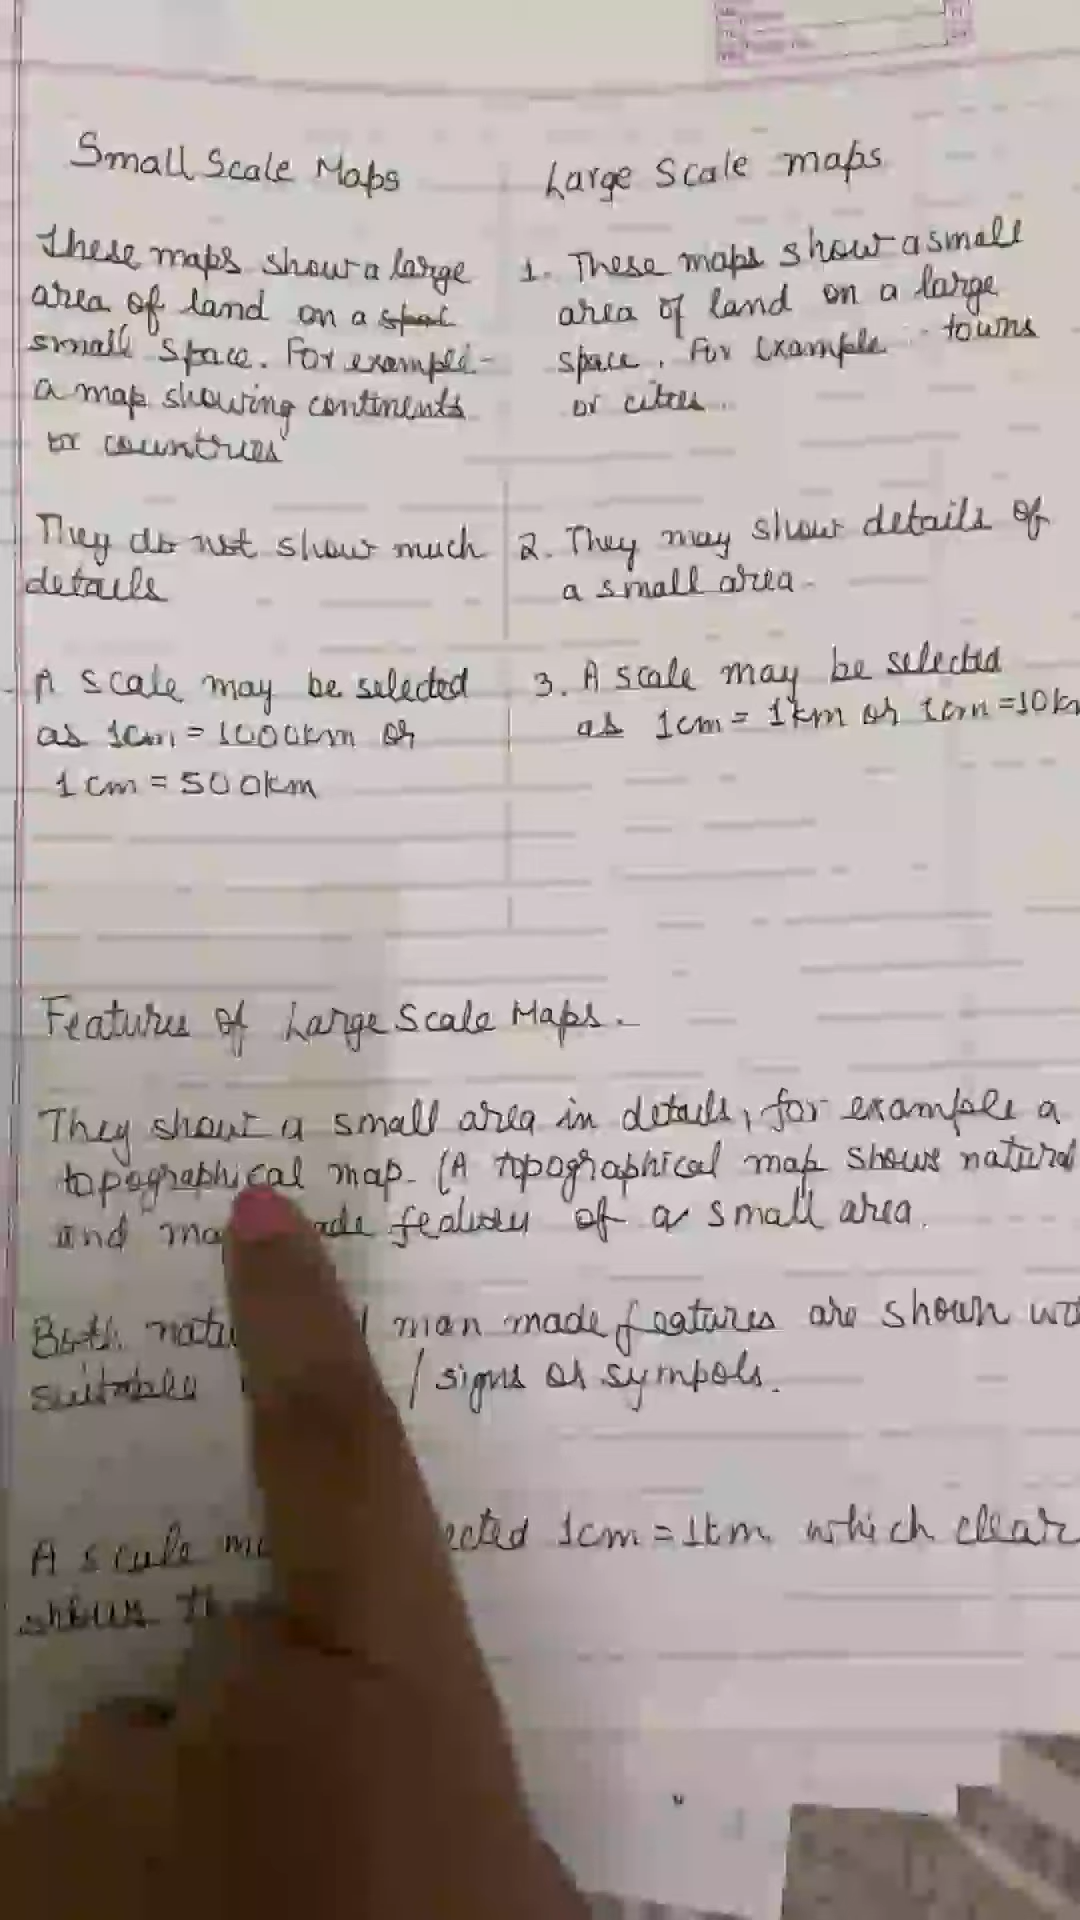 Small Scale Maps
These maps show a large
area of land on a
small space. For example-
a map showing continents
or countries
They do not show much
details
A scale may be selected
as 1cm = 1000km or
1cm = 500km
Large Scale maps
1. These maps show a small
area of land on a large
space. For example towns
or cities
2. They may show details of
a small area.
3. A scale may be selected
as 1cm = 1km or 1cm = 10k
Features of Large Scale Maps.
They show a small area in details, for example a
topographical map. (A topographical map shows natural
and features of a small area.
Both man made features are shown
suitable / signs or symbols.
A scale 1cm = 1km which
shows